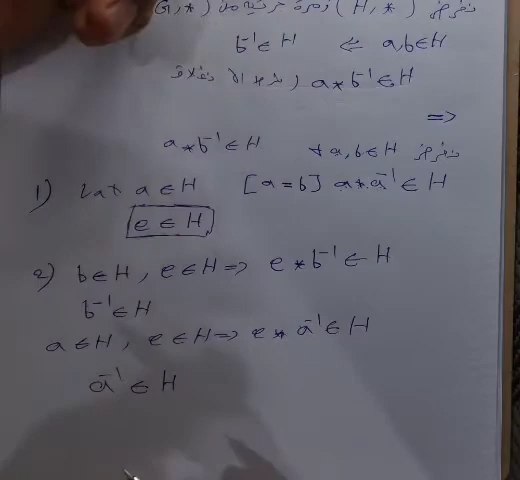 نفرض (H, *) زمرة جزئية من (G, *)
a,b∈H ⇒ b⁻¹∈H
a*b⁻¹∈H
⇐
نفرض ∀ a,b∈H a*b⁻¹∈H
1) Let a∈H [a=b] a*a⁻¹∈H
e∈H
2) b∈H, e∈H ⇒ e*b⁻¹∈H
b⁻¹∈H
a∈H, e∈H ⇒ e*a⁻¹∈H
a⁻¹∈H